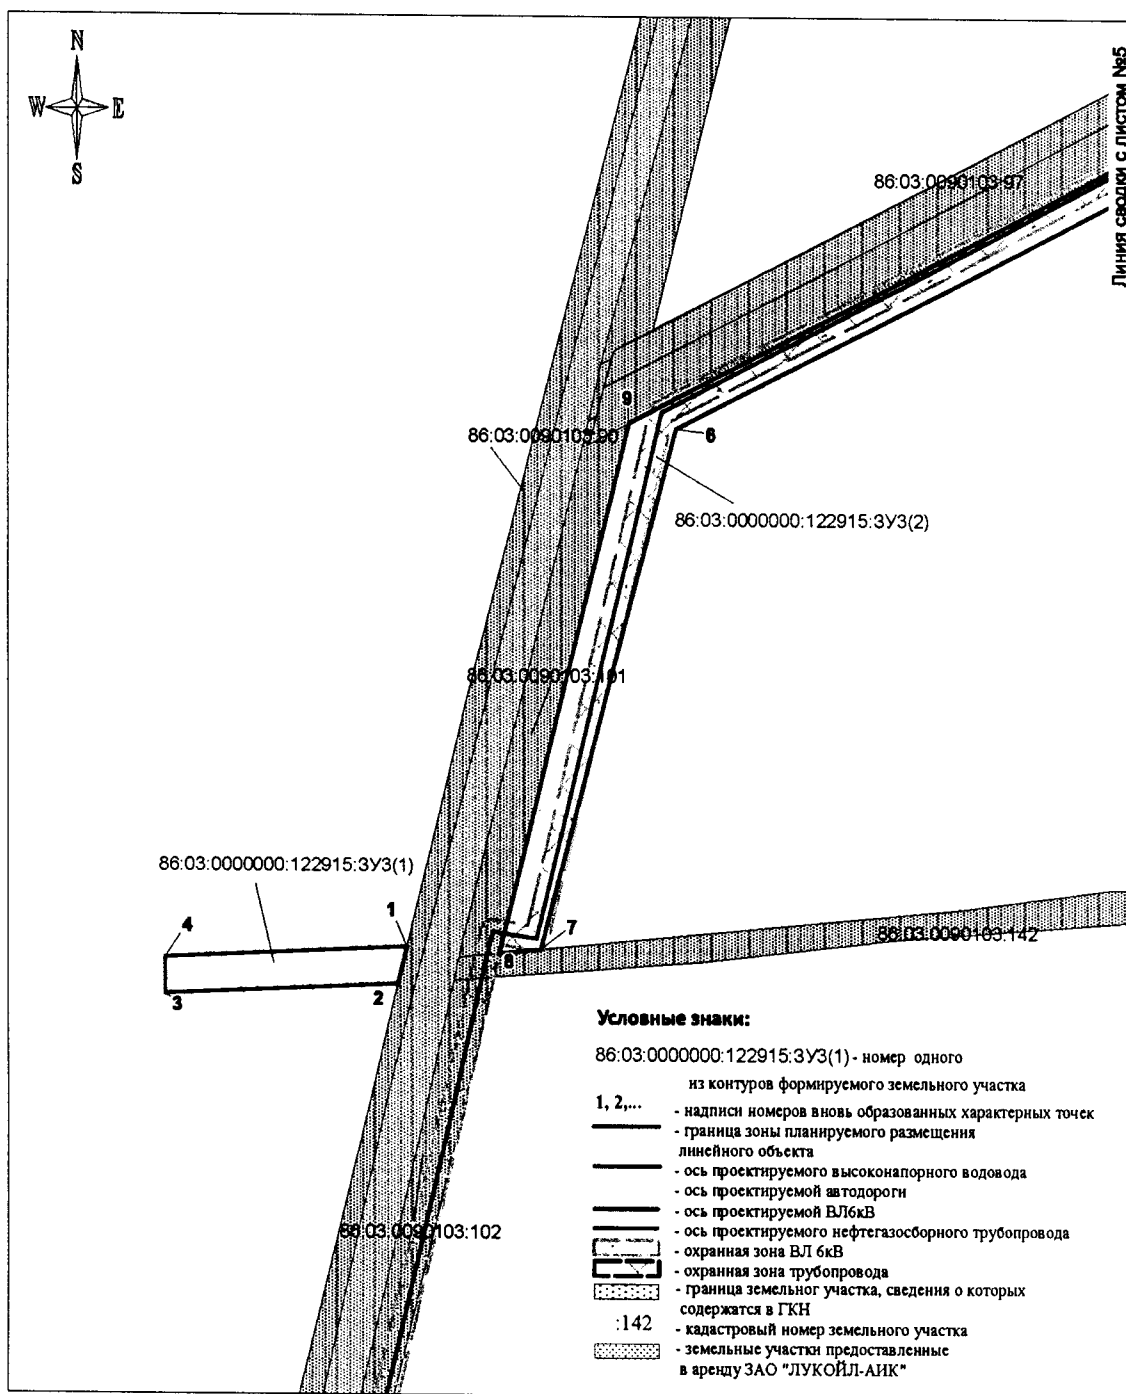 N
W E
S
Линия сводки с листом №5
86:03:0090103:97
9
86:03:0090103:90
6
86:03:0000000:122915:ЗУ3(2)
86:03:0090103:101
86:03:0000000:122915:ЗУ3(1)
4
1
7
8
86:03:0090103:142
3
2
Условные знаки:
86:03:0000000:122915:ЗУ3(1) - номер одного
из контуров формируемого земельного участка
1, 2,... - надписи номеров вновь образованных характерных точек
- граница зоны планируемого размещения
линейного объекта
- ось проектируемого высоконапорного водовода
- ось проектируемой автодороги
- ось проектируемой ВЛ6кВ
- ось проектируемого нефтегазосборного трубопровода
- охранная зона ВЛ 6кВ
- охранная зона трубопровода
- граница земельног участка, сведения о которых
содержатся в ГКН
:142 - кадастровый номер земельного участка
- земельные участки предоставленные
в аренду ЗАО "ЛУКОЙЛ-АИК"
86:03:0090103:102